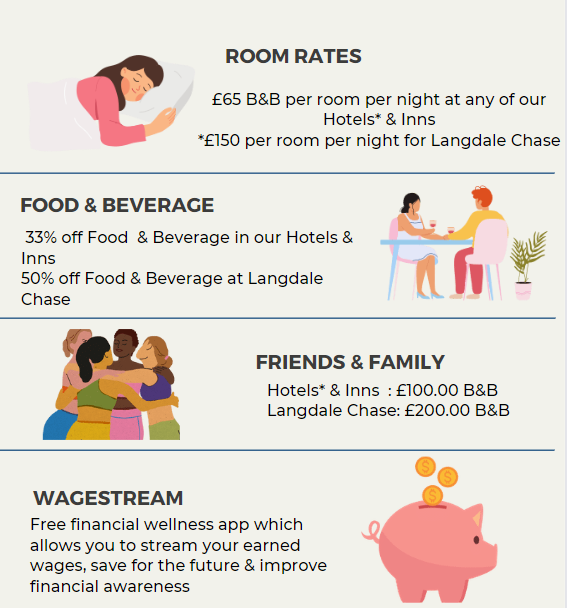 ROOM RATES
£65 B&B per room per night at any of our
Hotels* & Inns
*£150 per room per night for Langdale Chase
FOOD & BEVERAGE
33% off Food & Beverage in our Hotels &
Inns
50% off Food & Beverage at Langdale
Chase
FRIENDS & FAMILY
Hotels* & Inns : £100.00 B&B
Langdale Chase: £200.00 B&B
WAGESTREAM
Free financial wellness app which
allows you to stream your earned
wages, save for the future & improve
financial awareness